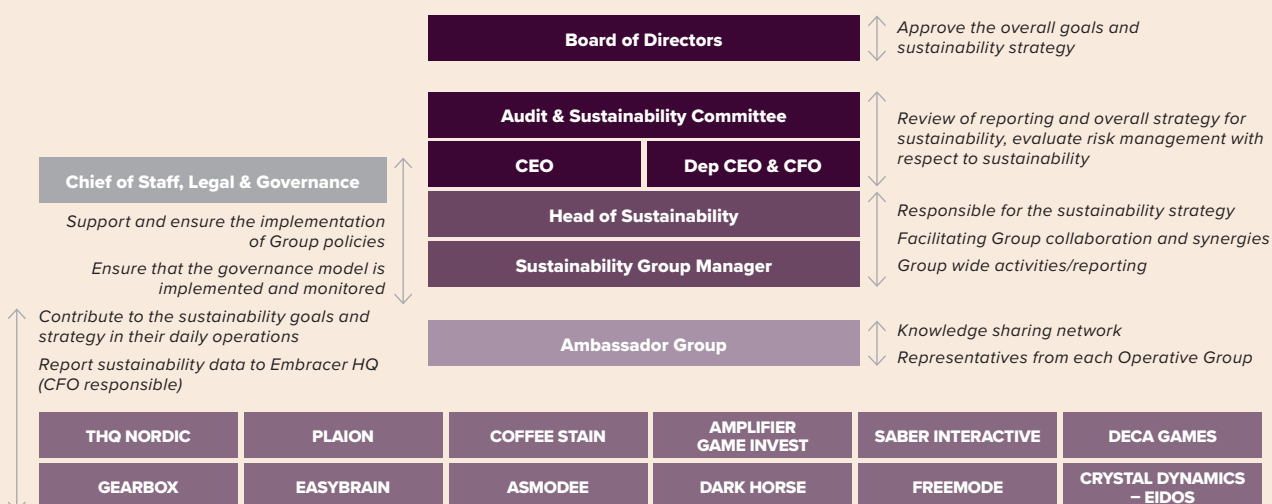 Board of Directors
Approve the overall goals and
sustainability strategy
Audit & Sustainability Committee
CEO
Dep CEO & CFO
Review of reporting and overall strategy for
sustainability, evaluate risk management with
respect to sustainability
Chief of Staff, Legal & Governance
Support and ensure the implementation
of Group policies
Ensure that the governance model is
implemented and monitored
Head of Sustainability
Sustainability Group Manager
Responsible for the sustainability strategy
Facilitating Group collaboration and synergies
Group wide activities/reporting
Contribute to the sustainability goals and
strategy in their daily operations
Report sustainability data to Embracer HQ
(CFO responsible)
Ambassador Group
Knowledge sharing network
Representatives from each Operative Group
THQ NORDIC
PLAION
COFFEE STAIN
AMPLIFIER
GAME INVEST
SABER INTERACTIVE
DECA GAMES
GEARBOX
EASYBRAIN
ASMODEE
DARK HORSE
FREEMODE
CRYSTAL DYNAMICS
– EIDOS